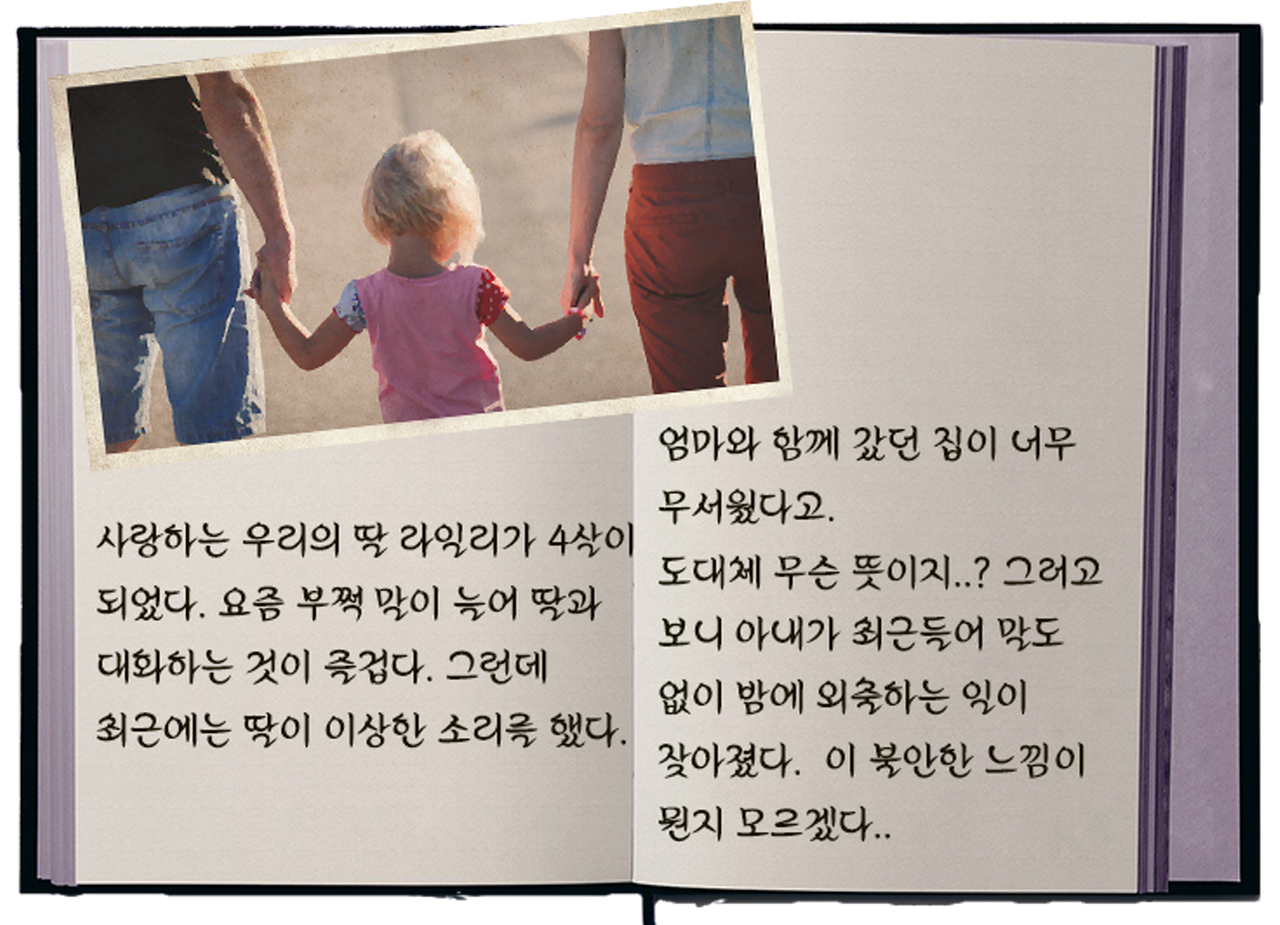 사랑하는 우리의 딸 라일리가 4살이
되었다. 요즘 부쩍 말이 늘어 딸과
대화하는 것이 즐겁다. 그런데
최근에는 딸이 이상한 소리를 했다.
엄마와 함께 갔던 집이 너무
무서웠다고.
도대체 무슨 뜻이지..? 그러고
보니 아내가 최근들어 말도
없이 밤에 외출하는 일이
잦아졌다. 이 불안한 느낌이
뭔지 모르겠다..